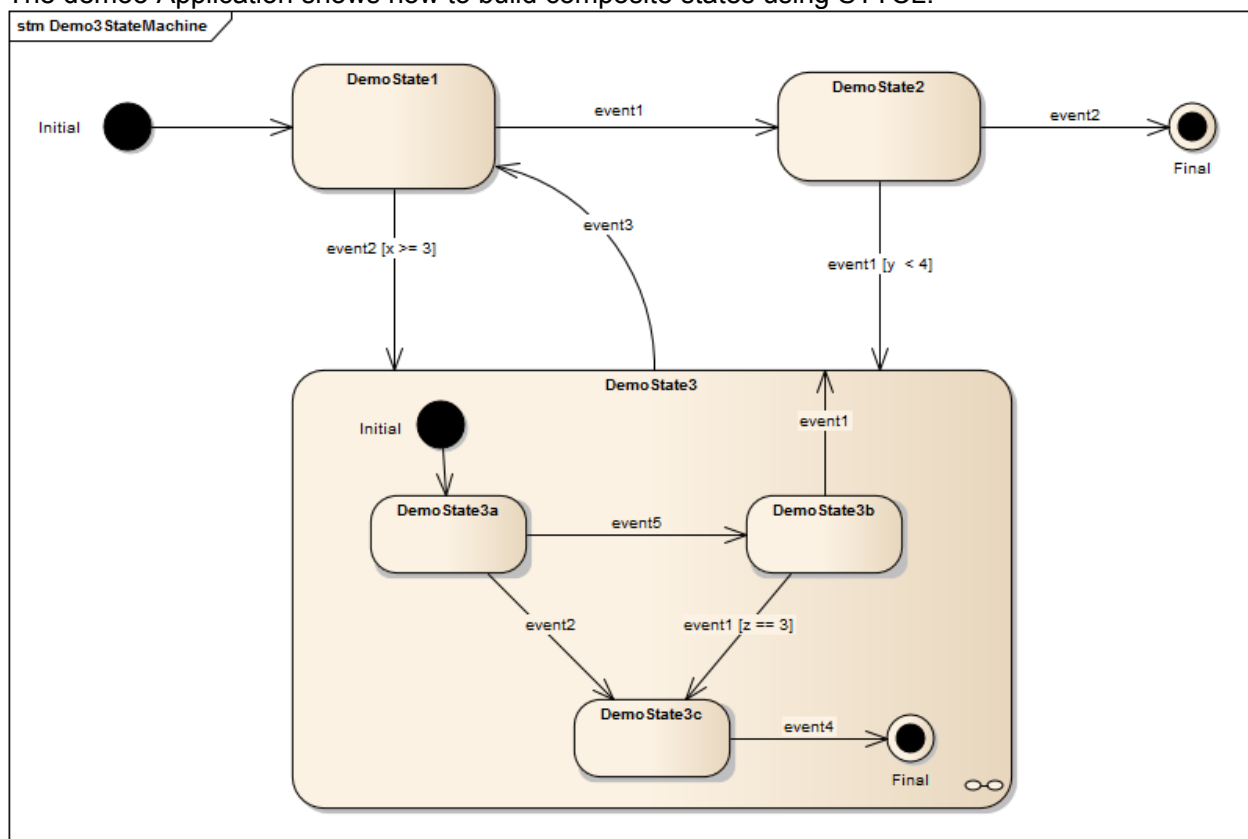 The demo3 Application shows how to build composite states using STTCL.
stm Demo3StateMachine
DemoState1
DemoState2
Initial
event1
event2
Final
event3
event2 [x >= 3]
event1 [y < 4]
DemoState3
Initial
event1
DemoState3a
DemoState3b
event5
event2
event1 [z == 3]
DemoState3c
event4
Final